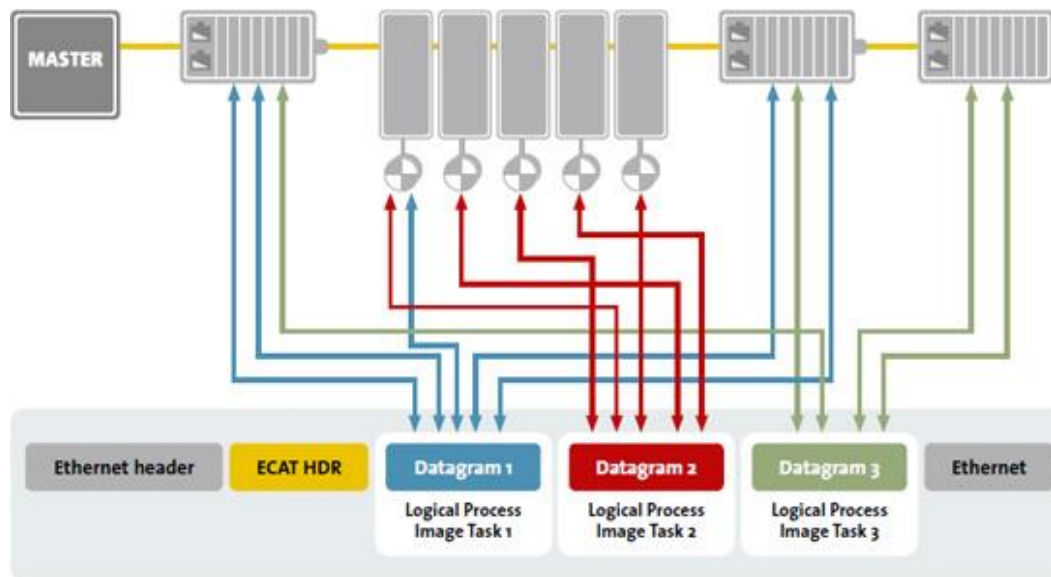 MASTER
Ethernet header
ECAT HDR
Datagram 1
Datagram 2
Datagram 3
Ethernet
Logical Process
Image Task 1
Logical Process
Image Task 2
Logical Process
Image Task 3